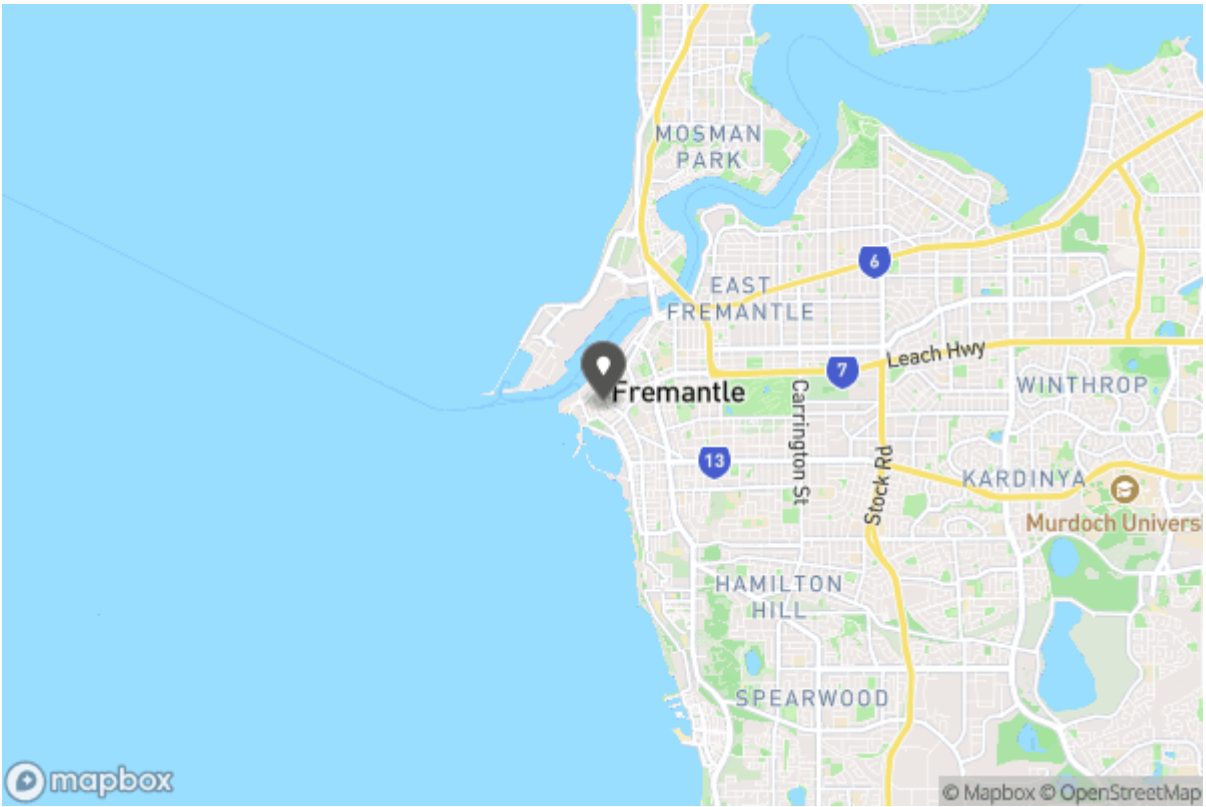 MOSMAN
PARK
6
EAST
FREMANTLE
Leach Hwy
7
Fremantle
WINTHROP
Carrington St
13
Stock Rd
KARDINYA
Murdoch Universi
HAMILTON
HILL
SPEARWOOD
mapbox
© Mapbox © OpenStreetMap